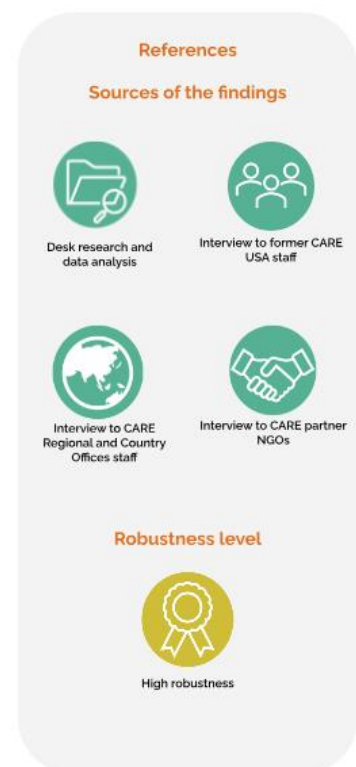 References
Sources of the findings
Desk research and
data analysis
Interview to former CARE
USA staff
Interview to CARE
Regional and Country
Offices staff
Interview to CARE partner
NGOs
Robustness level
High robustness